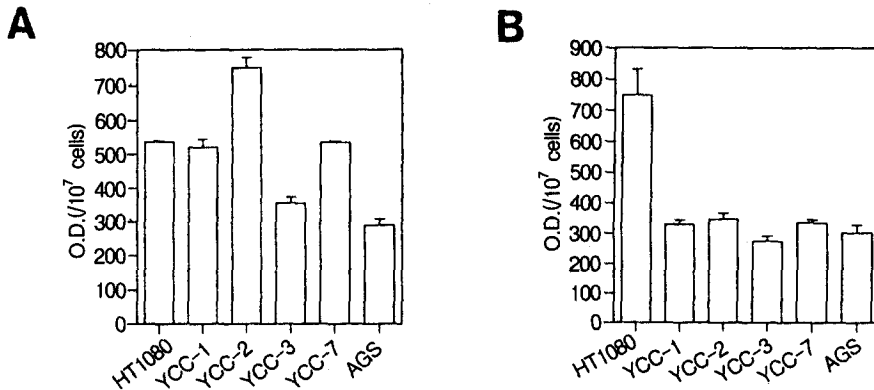 A
O.D.(/10⁷ cells)
800
700
600
500
400
300
200
100
0
HT1080
YCC-1
YCC-2
YCC-3
YCC-7
AGS
B
O.D.(/10⁷ cells)
900
800
700
600
500
400
300
200
100
0
HT1080
YCC-1
YCC-2
YCC-3
YCC-7
AGS